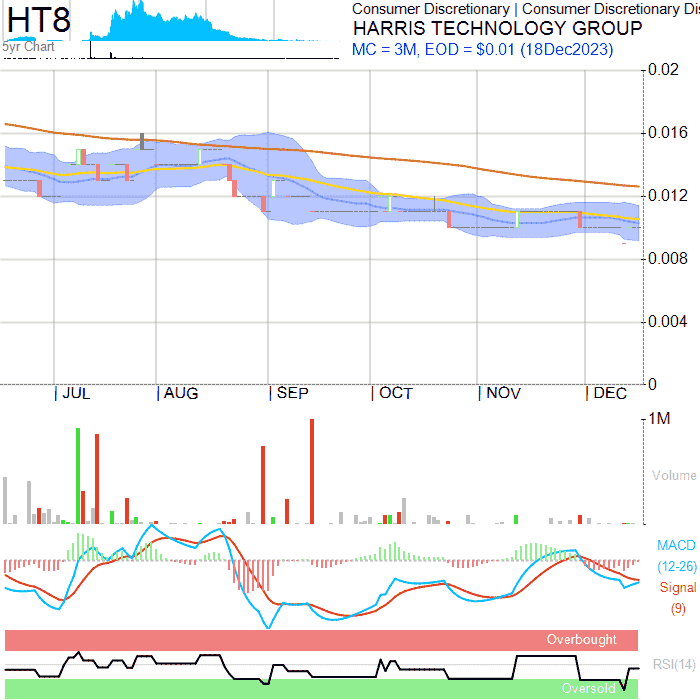 HT8
5yr Chart
Consumer Discretionary | Consumer Discretionary Dis
HARRIS TECHNOLOGY GROUP
MC = 3M, EOD = $0.01 (18Dec2023)
0.02
0.016
0.012
0.008
0.004
0
| JUL | AUG | SEP | OCT | NOV | DEC
1M
Volume
MACD
(12-26)
Signal
(9)
Overbought
RSI(14)
Oversold